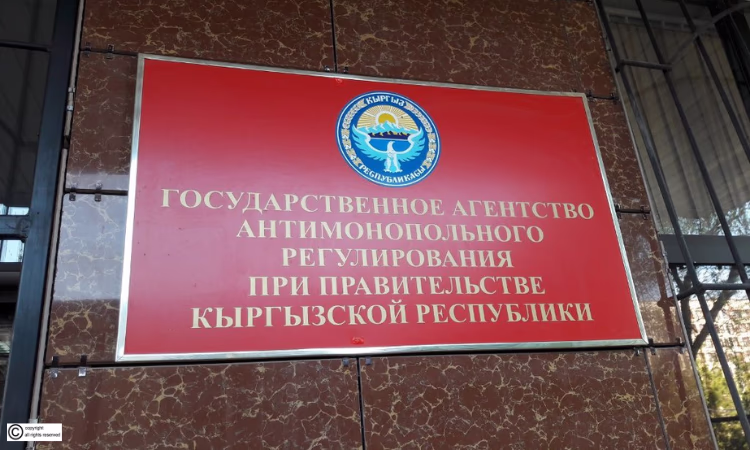 КЫРГЫЗ
РЕСПУБЛИКАСЫ
ГОСУДАРСТВЕННОЕ АГЕНТСТВО
АНТИМОНОПОЛЬНОГО
РЕГУЛИРОВАНИЯ
ПРИ ПРАВИТЕЛЬСТВЕ
КЫРГЫЗСКОЙ РЕСПУБЛИКИ
© copyright
all rights reserved